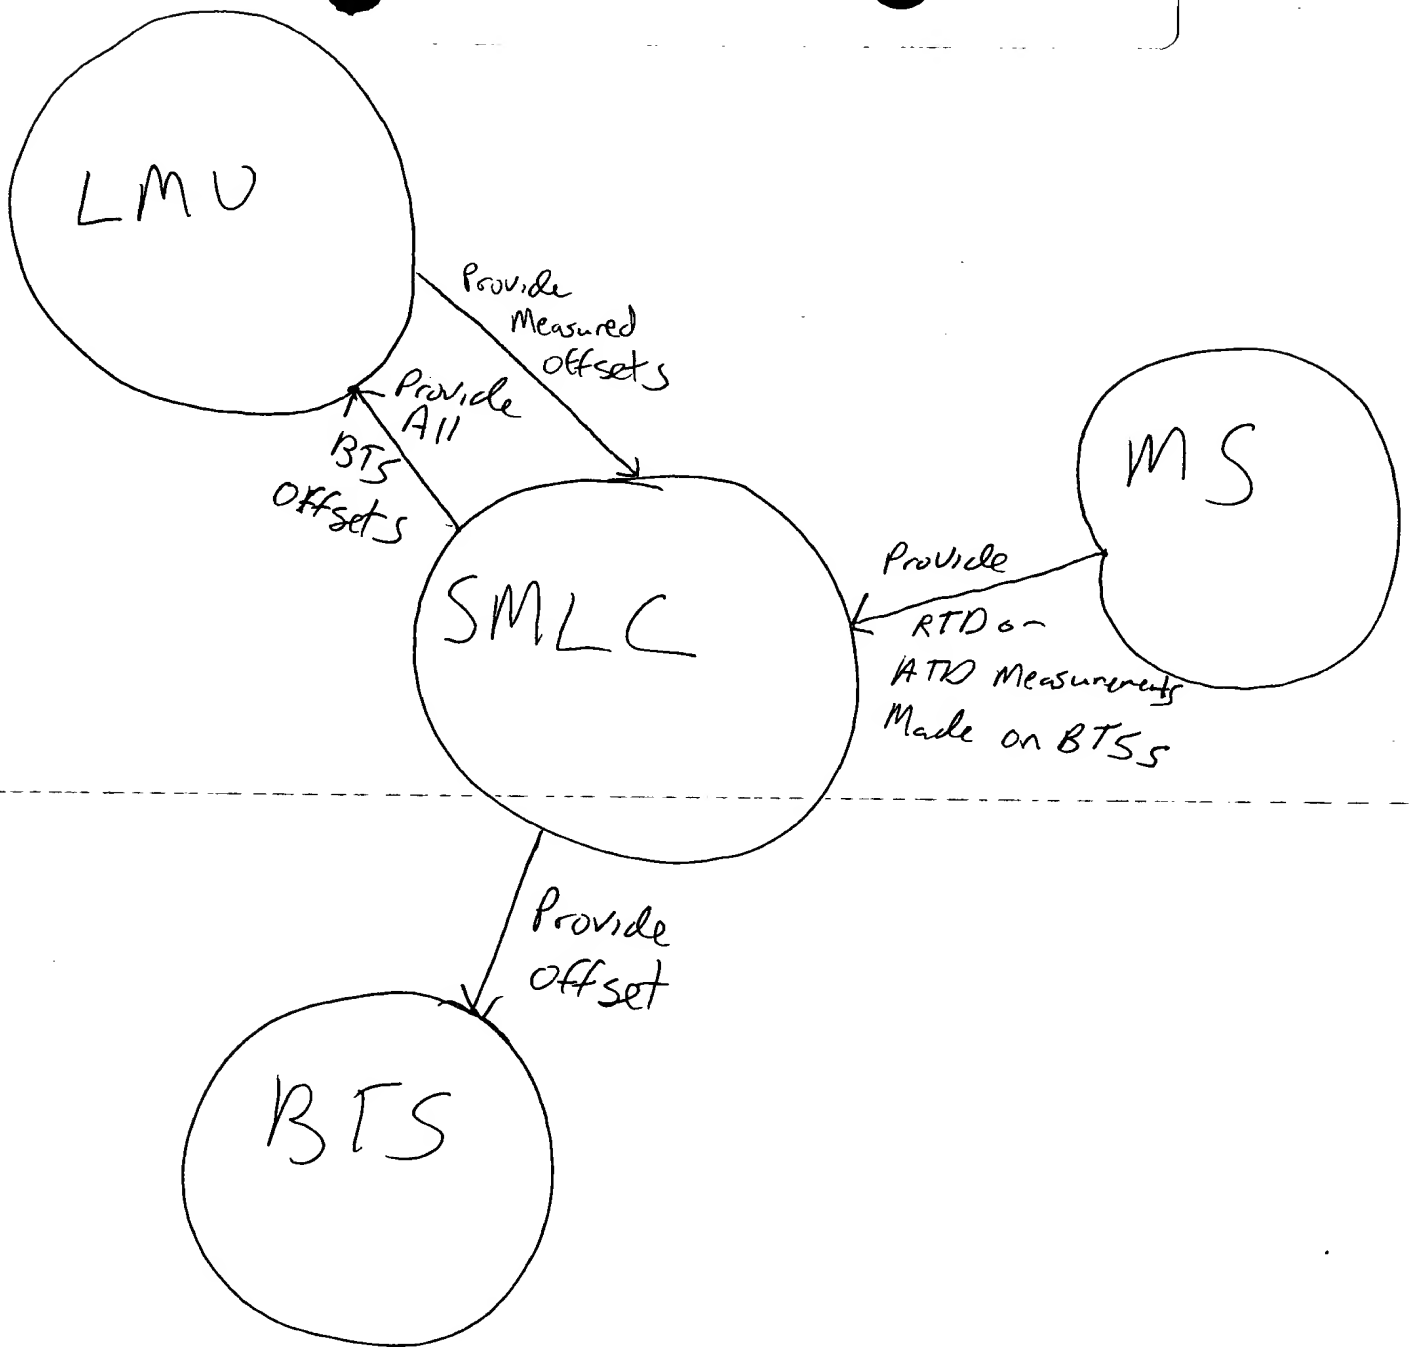 LMU
Provide
Measured
Offsets
Provide
All
BTS
Offsets
MS
SMLC
Provide
RTD or
ATD Measurements
Made on BTSs
Provide
Offset
BTS